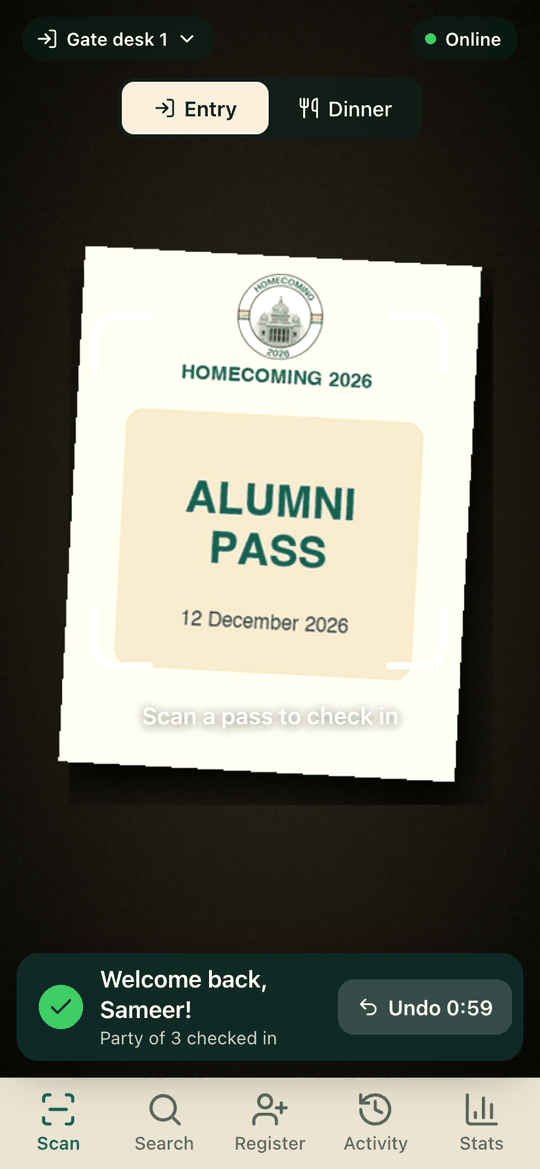 Gate desk 1
Online
Entry
Dinner
HOMECOMING
2026
HOMECOMING 2026
ALUMNI
PASS
12 December 2026
Scan a pass to check in
Welcome back,
Sameer!
Party of 3 checked in
Undo 0:59
Scan
Search
Register
Activity
Stats